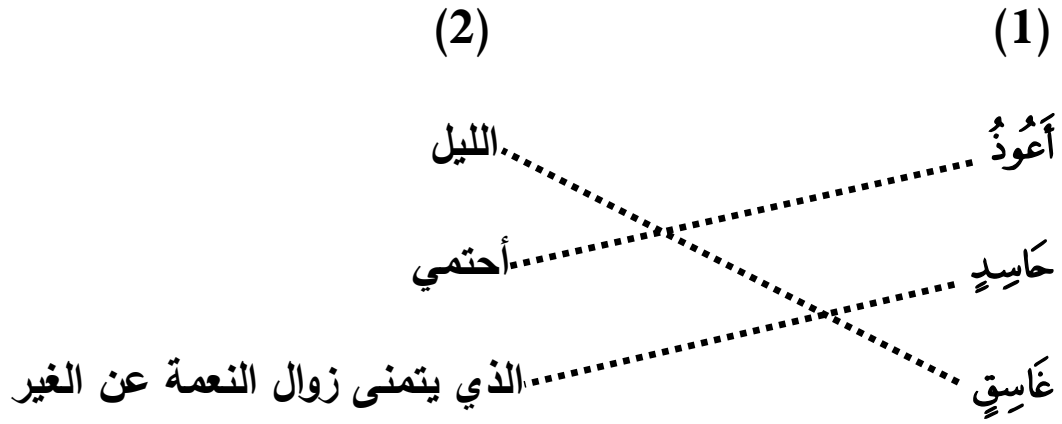 (1) (2)
أَعُوذُ الليل
حَاسِدٍ أحتمي
غَاسِقٍ الذي يتمنى زوال النعمة عن الغير